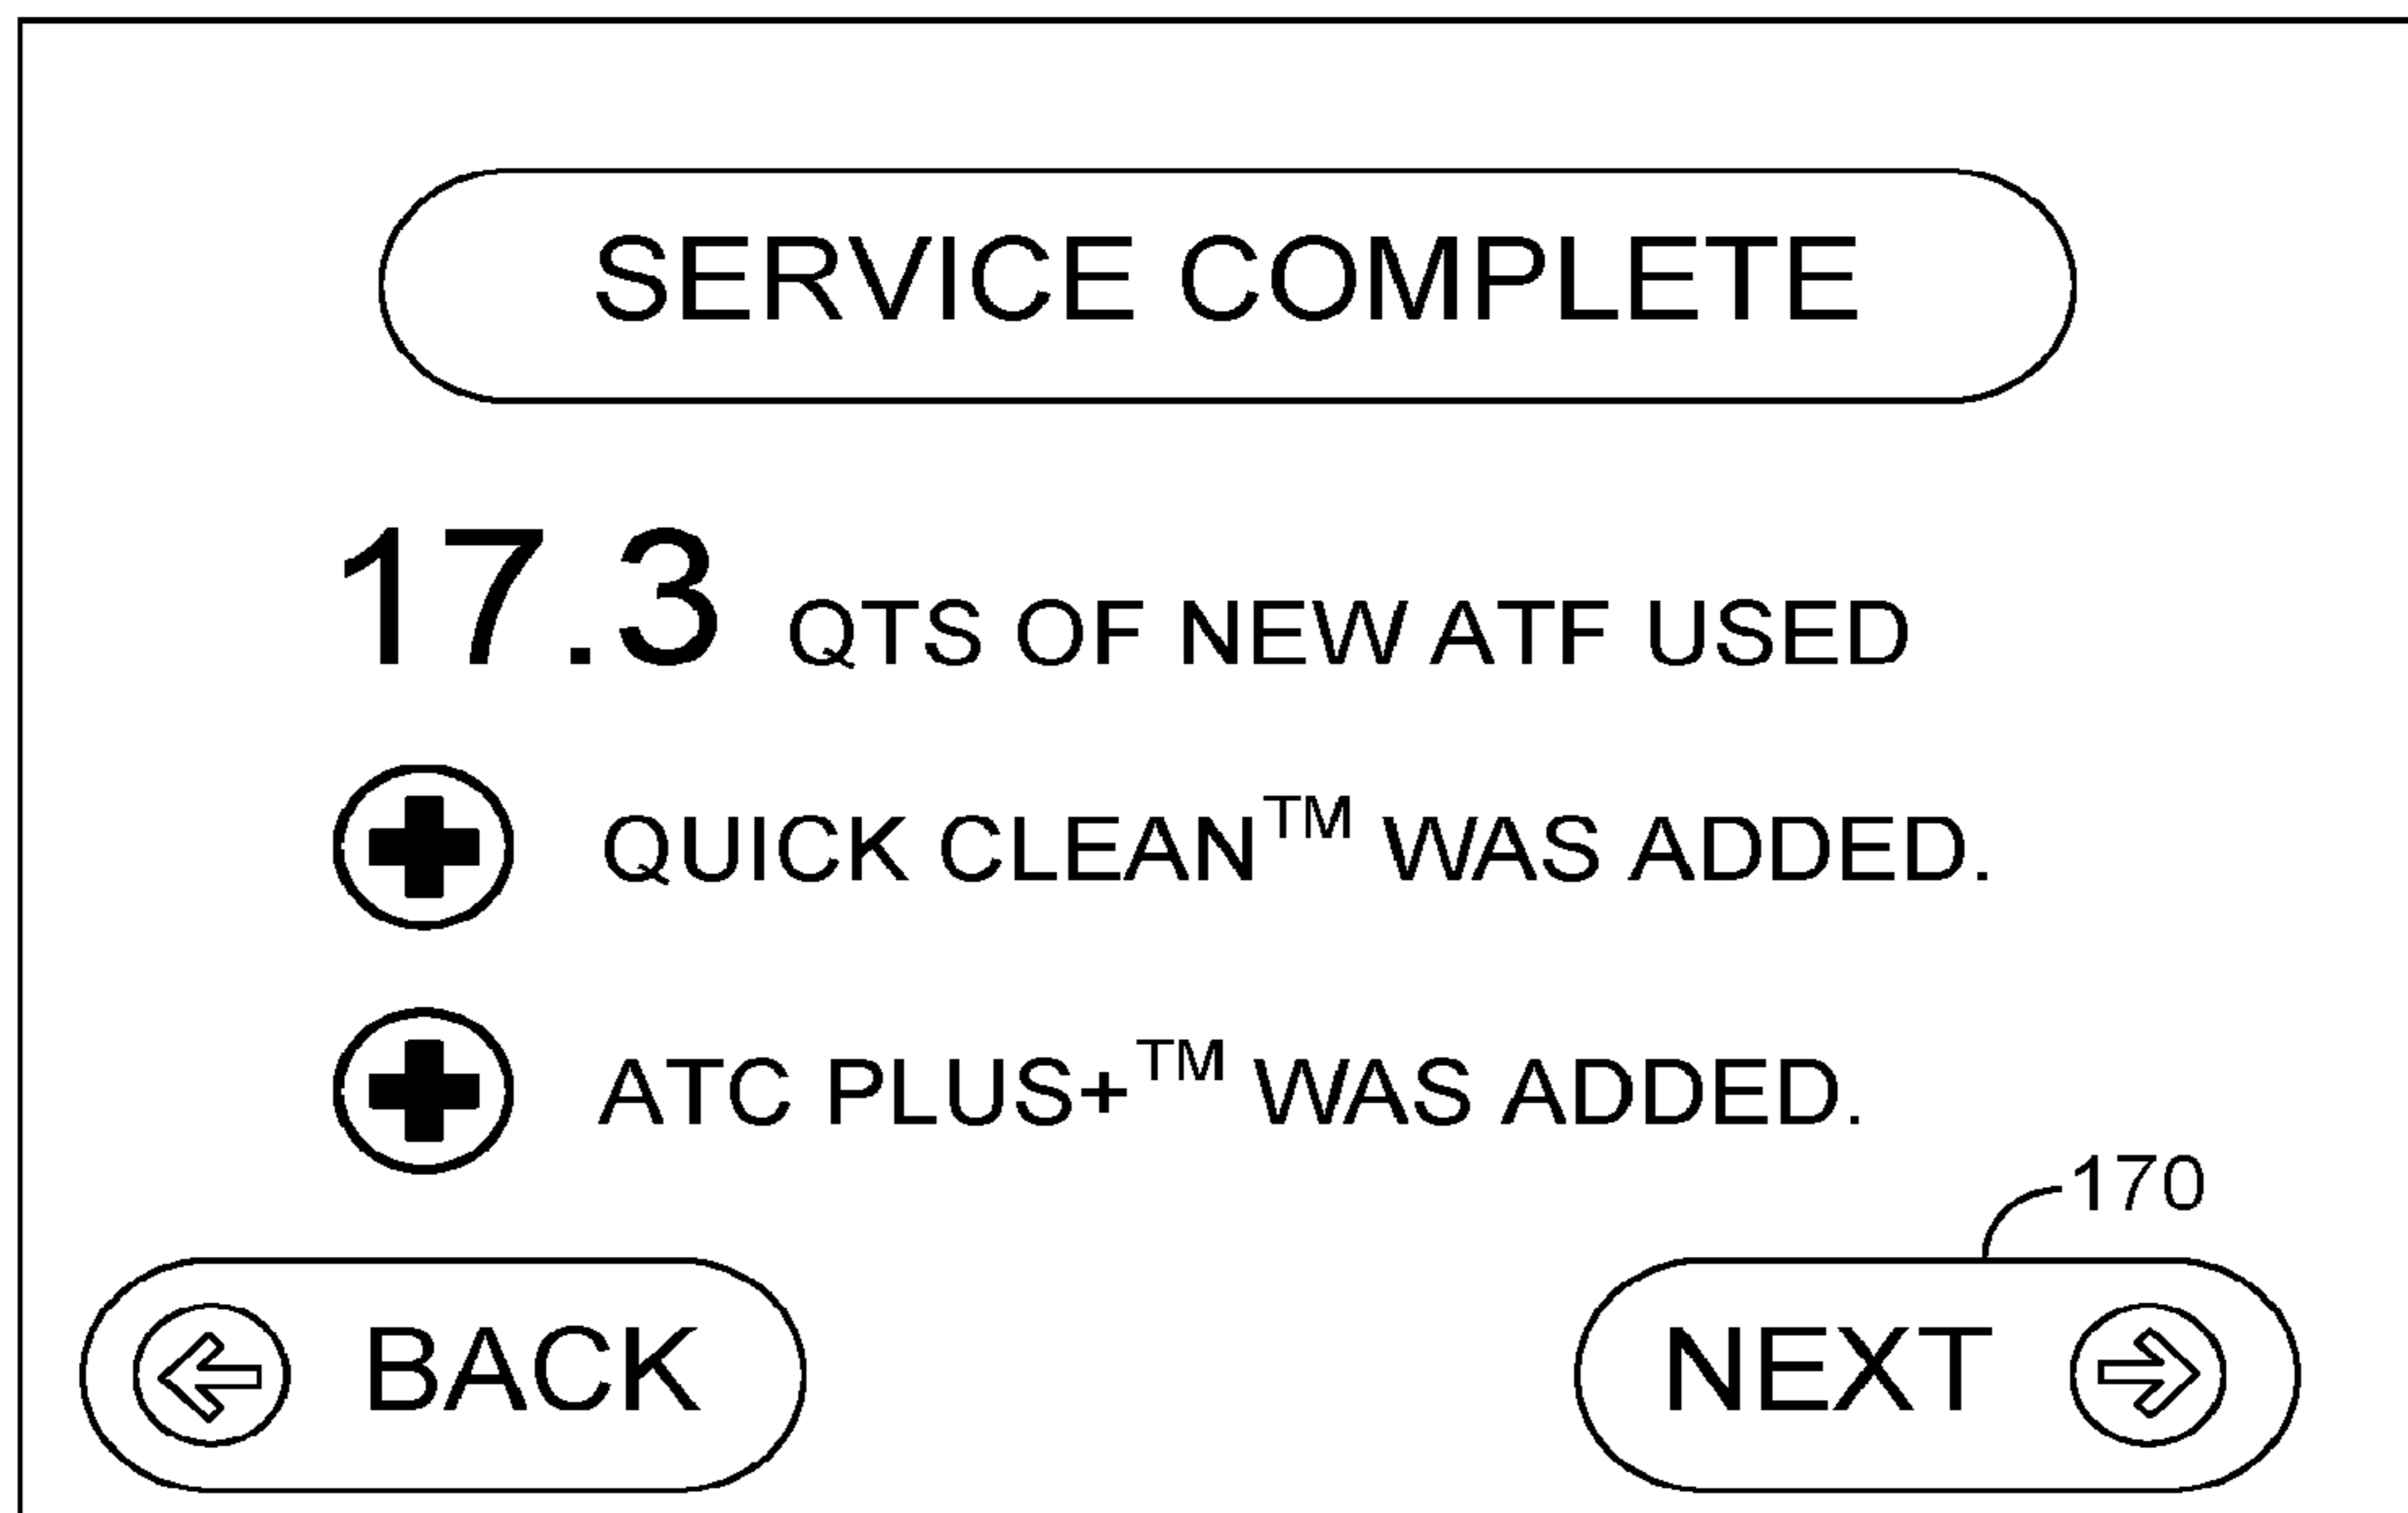 SERVICE COMPLETE
17.3 QTS OF NEW ATF USED
QUICK CLEAN™ WAS ADDED.
ATC PLUS+™ WAS ADDED.
170
BACK
NEXT